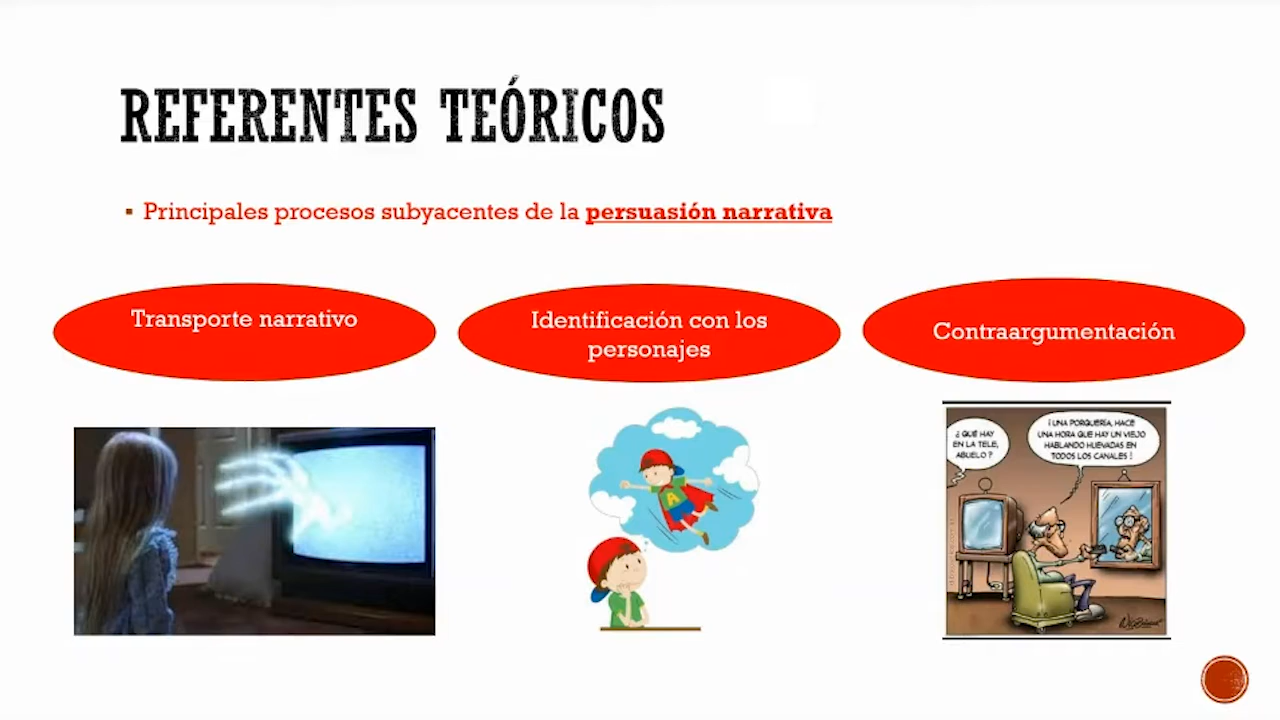 REFERENTES TEÓRICOS
Principales procesos subyacentes de la persuasión narrativa
Transporte narrativo
Identificación con los
personajes
Contraargumentación
¿ QUÉ HAY
EN LA TELE,
ABUELO ?
¡ UNA PORQUERÍA, HACE
UNA HORA QUE HAY UN VIEJO
HABLANDO HUEVADAS EN
TODOS LOS CANALES !
A